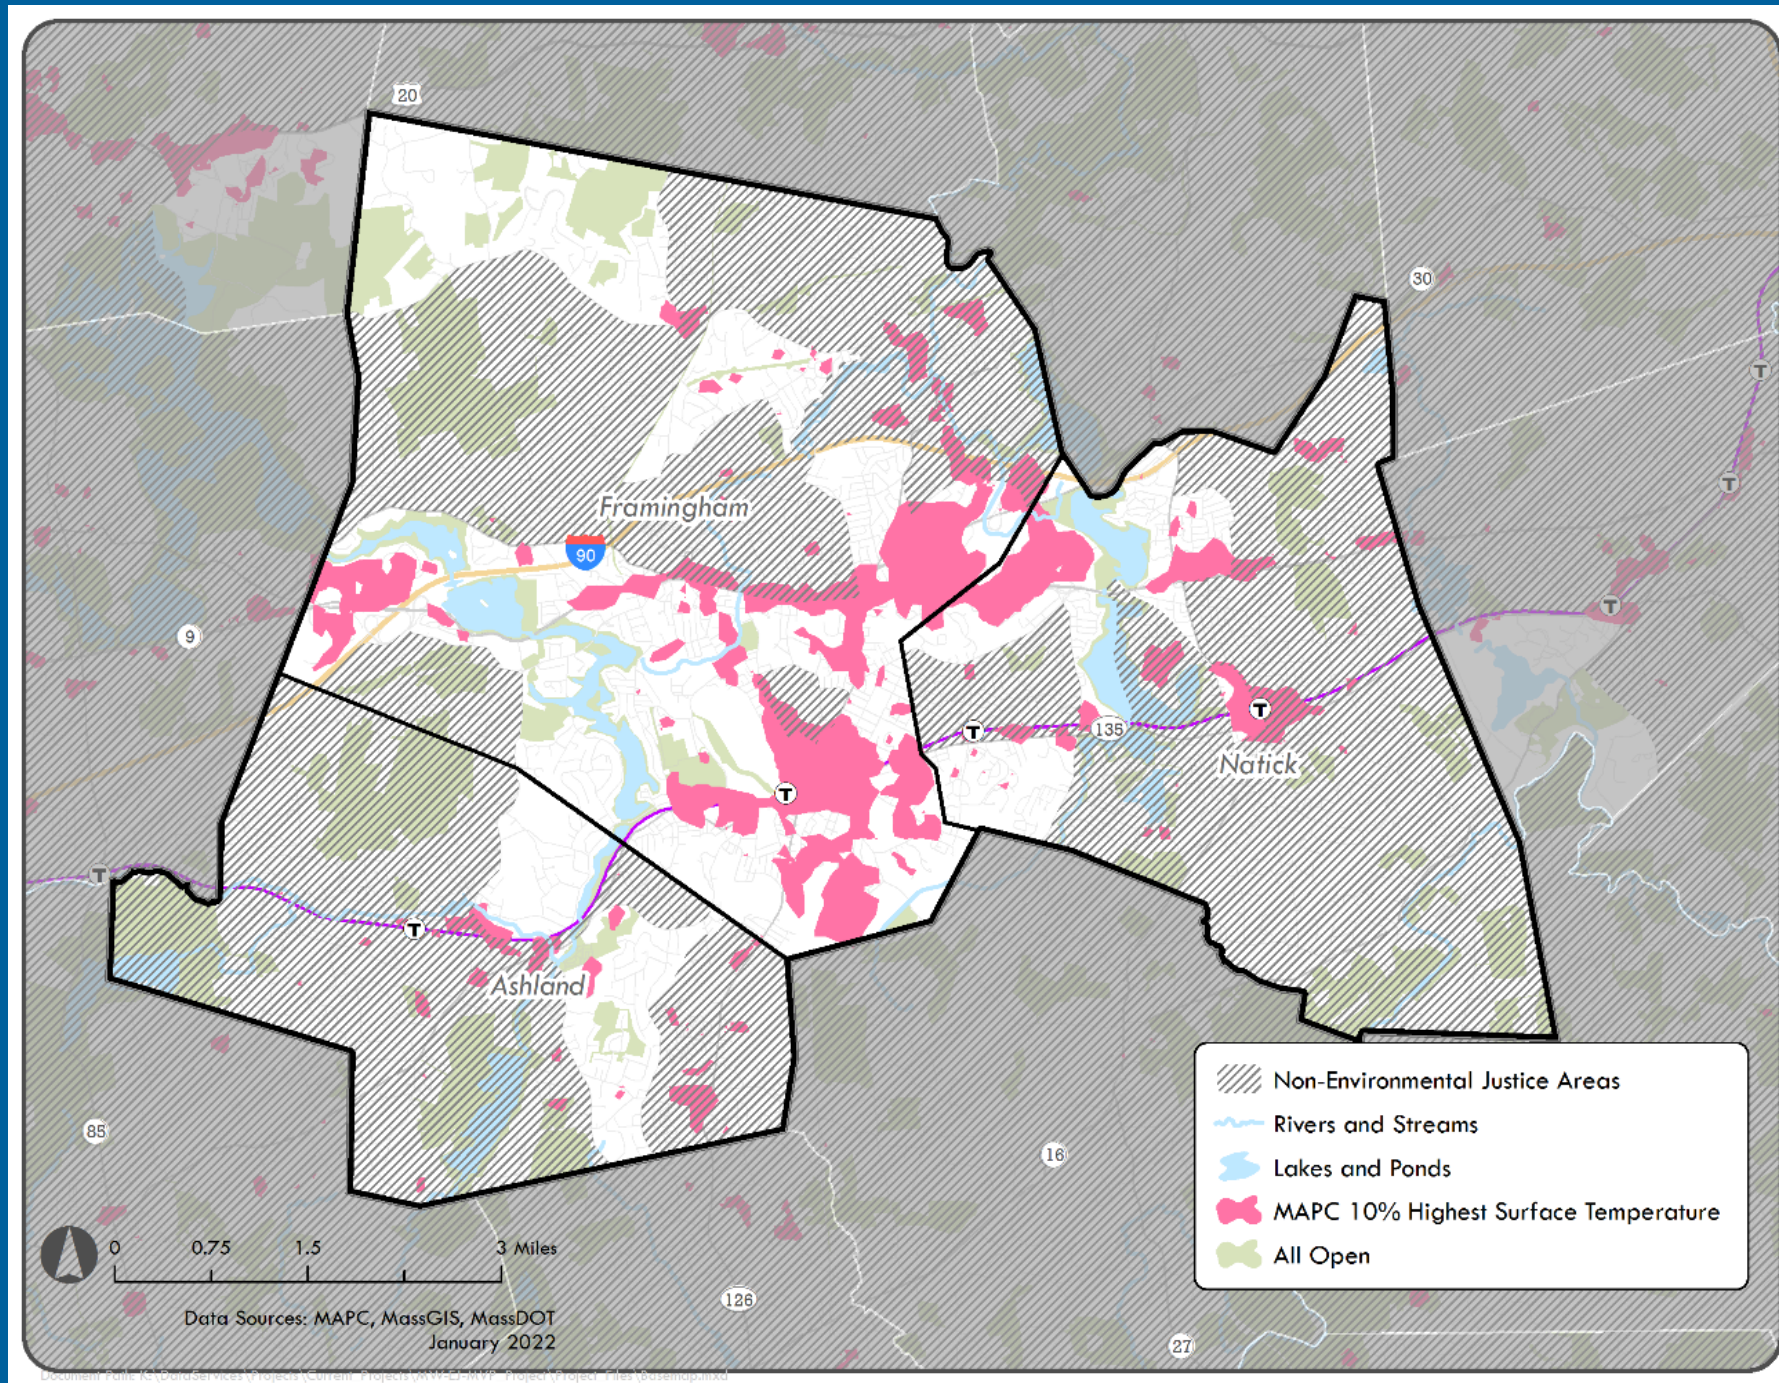 20
30
Framingham
90
9
T
T
T
T
135
Natick
T
T
T
T
Ashland
Non-Environmental Justice Areas
Rivers and Streams
85
16
Lakes and Ponds
MAPC 10% Highest Surface Temperature
0 0.75 1.5 3 Miles
All Open
126
Data Sources: MAPC, MassGIS, MassDOT
January 2022
27